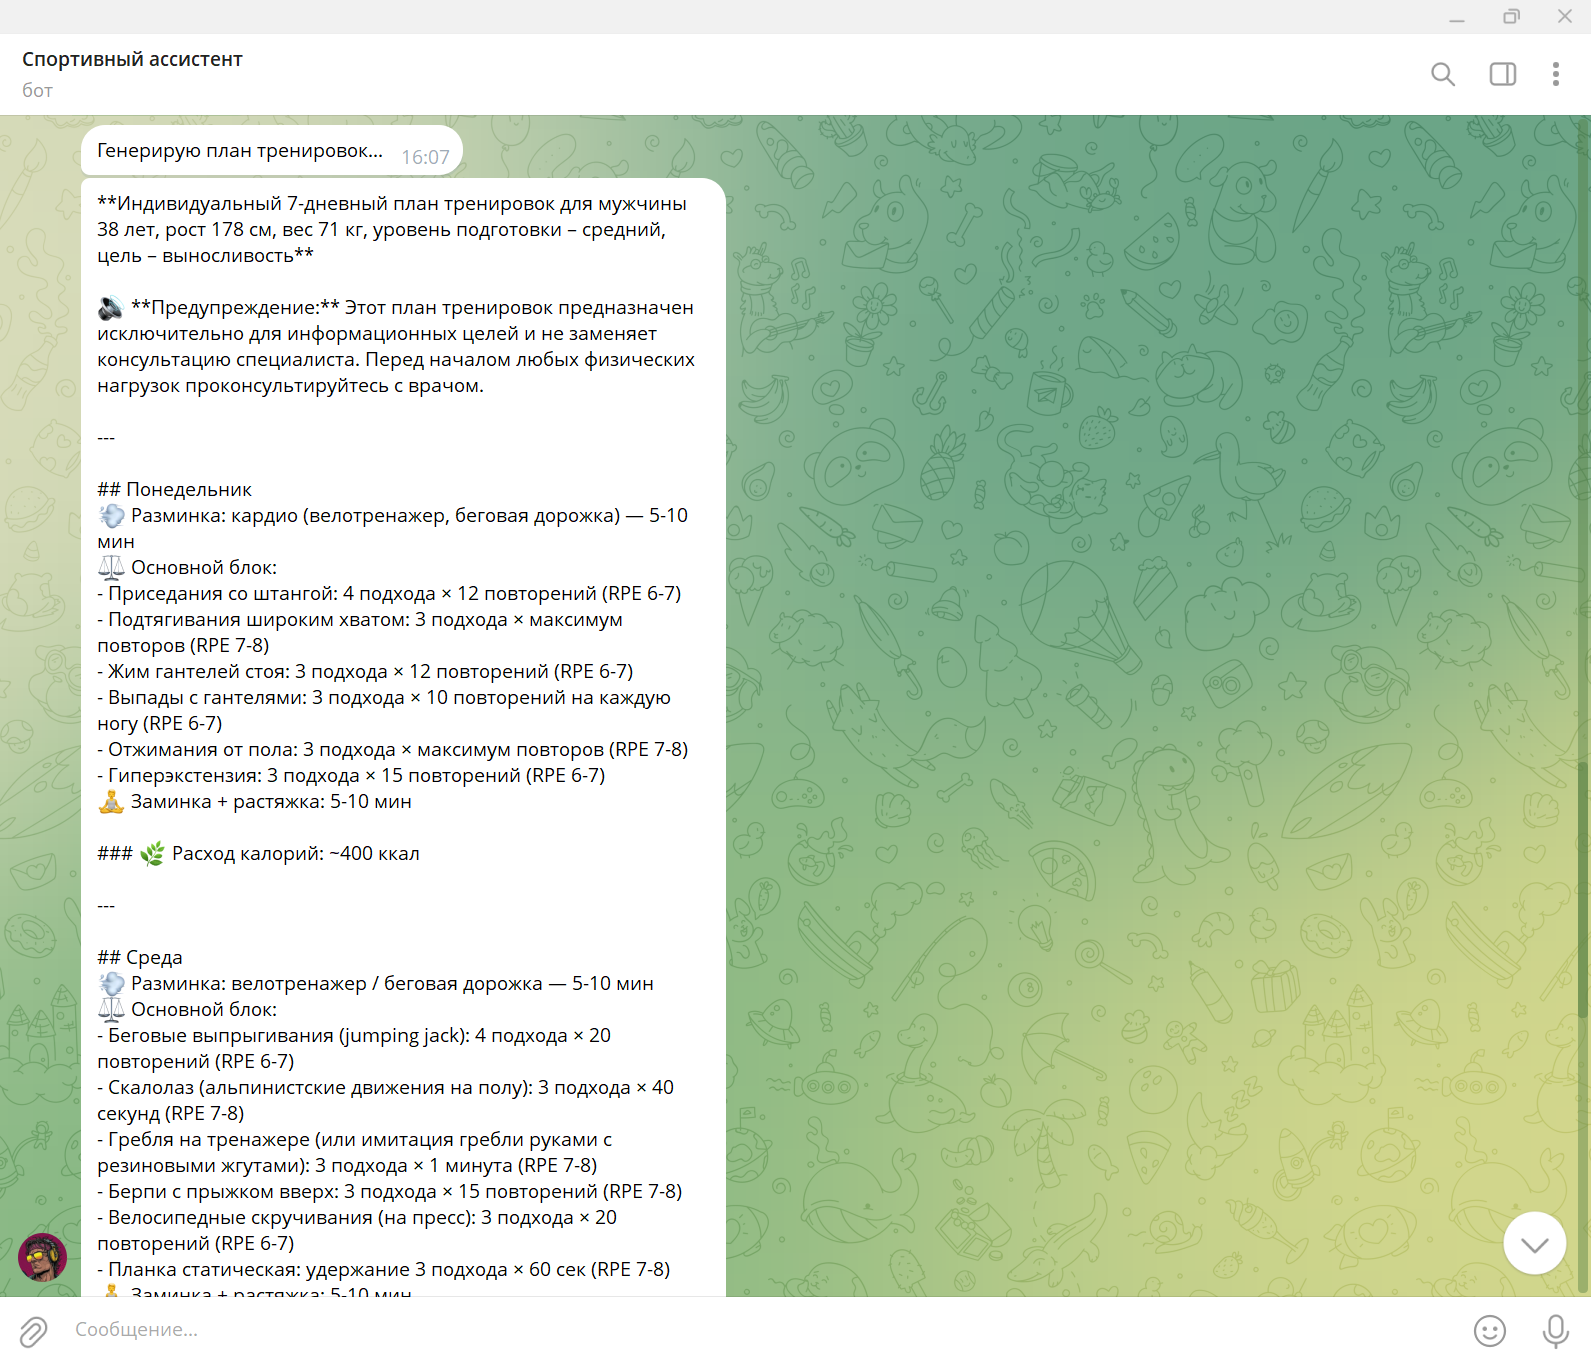 Спортивный ассистент
бот
Генерирую план тренировок... 16:07
**Индивидуальный 7-дневный план тренировок для мужчины
38 лет, рост 178 см, вес 71 кг, уровень подготовки – средний,
цель – выносливость**
**Предупреждение:** Этот план тренировок предназначен
исключительно для информационных целей и не заменяет
консультацию специалиста. Перед началом любых физических
нагрузок проконсультируйтесь с врачом.
---
## Понедельник
Разминка: кардио (велотренажер, беговая дорожка) — 5-10
мин
Основной блок:
- Приседания со штангой: 4 подхода × 12 повторений (RPE 6-7)
- Подтягивания широким хватом: 3 подхода × максимум
повторов (RPE 7-8)
- Жим гантелей стоя: 3 подхода × 12 повторений (RPE 6-7)
- Выпады с гантелями: 3 подхода × 10 повторений на каждую
ногу (RPE 6-7)
- Отжимания от пола: 3 подхода × максимум повторов (RPE 7-8)
- Гиперэкстензия: 3 подхода × 15 повторений (RPE 6-7)
Заминка + растяжка: 5-10 мин
### 🌿 Расход калорий: ~400 ккал
---
## Среда
Разминка: велотренажер / беговая дорожка — 5-10 мин
Основной блок:
- Беговые выпрыгивания (jumping jack): 4 подхода × 20
повторений (RPE 6-7)
- Скалолаз (альпинистские движения на полу): 3 подхода × 40
секунд (RPE 7-8)
- Гребля на тренажере (или имитация гребли руками с
резиновыми жгутами): 3 подхода × 1 минута (RPE 7-8)
- Берпи с прыжком вверх: 3 подхода × 15 повторений (RPE 7-8)
- Велосипедные скручивания (на пресс): 3 подхода × 20
повторений (RPE 6-7)
- Планка статическая: удержание 3 подхода × 60 сек (RPE 7-8)
Заминка + растяжка: 5-10 мин
Сообщение...